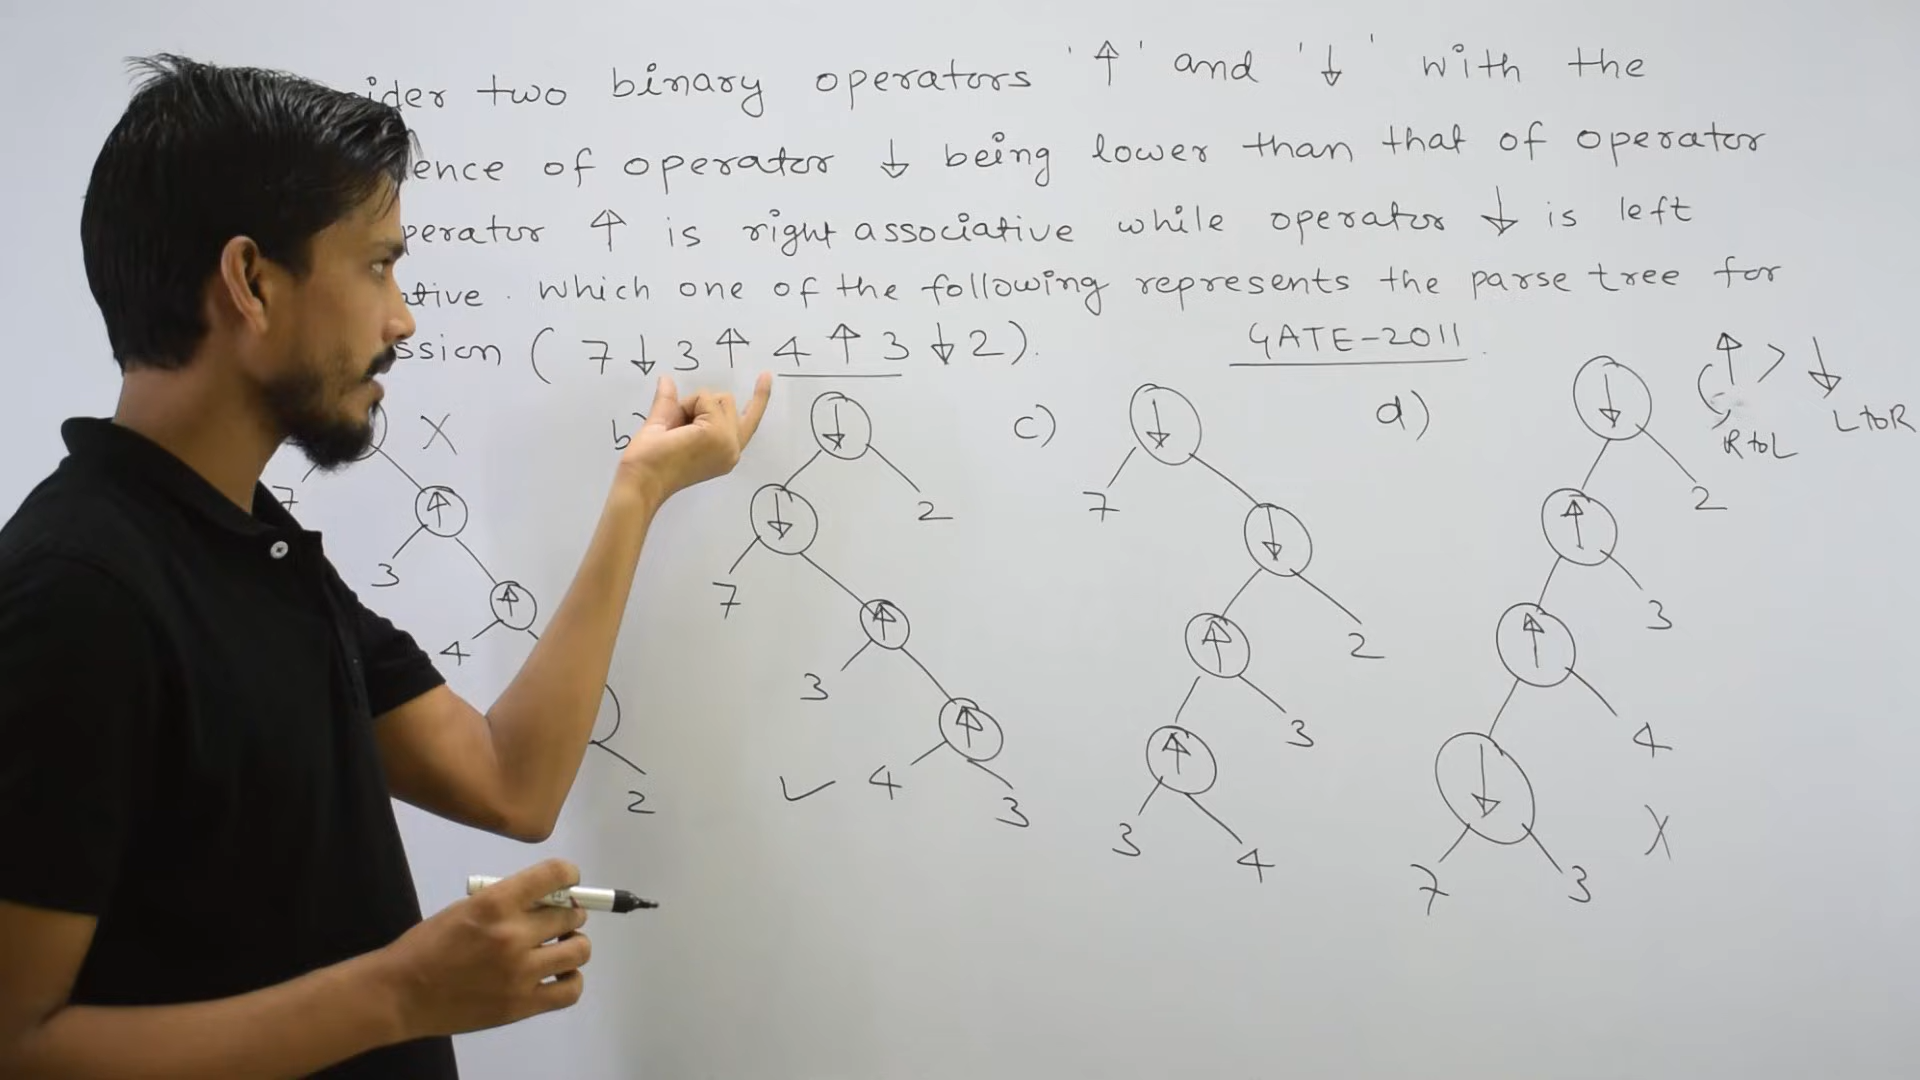 ider two binary operators '↑' and '↓' with the
ence of operator ↓ being lower than that of operator
perator ↑ is right associative while operator ↓ is left
ative. which one of the following represents the parse tree for
ssion ( 7 ↓ 3 ↑ 4 ↑ 3 ↓ 2 ).
GATE-2011
↑ > ↓
R to L
L to R
X
7
↑
3
↑
4
2
b)
↓
↓
2
7
↑
3
↑
✓ 4
3
c)
↓
7
↓
↑
2
↑
3
3
4
d)
↓
↑
2
↑
3
↓
4
7
3
X